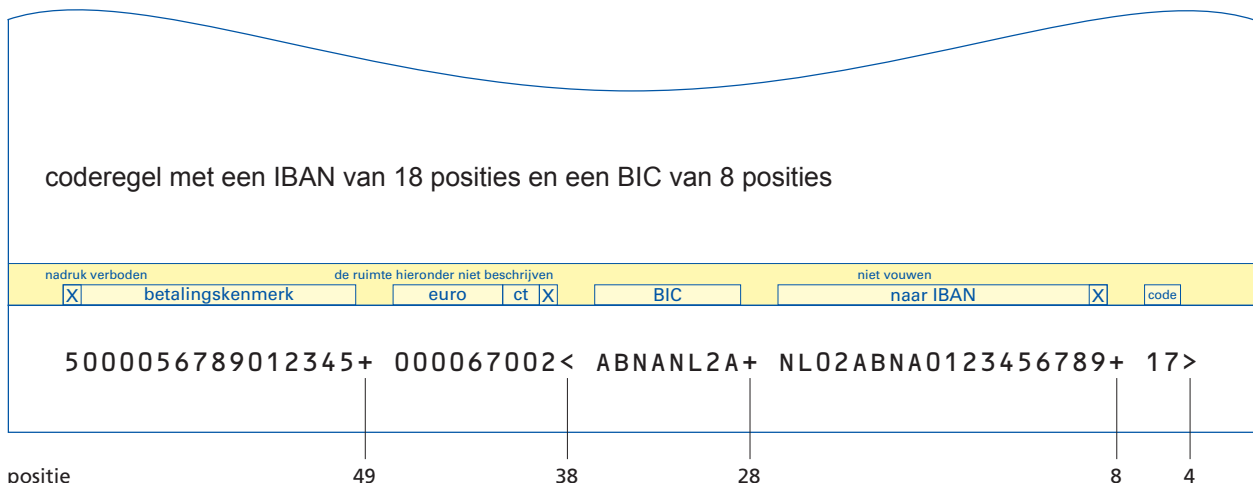 coderegel met een IBAN van 18 posities en een BIC van 8 posities
nadruk verboden de ruimte hieronder niet beschrijven niet vouwen
X betalingskenmerk euro ct X BIC naar IBAN X code
5000056789012345+ 000067002< ABNANL2A+ NL02ABNA0123456789+ 17>
positie 49 38 28 8 4